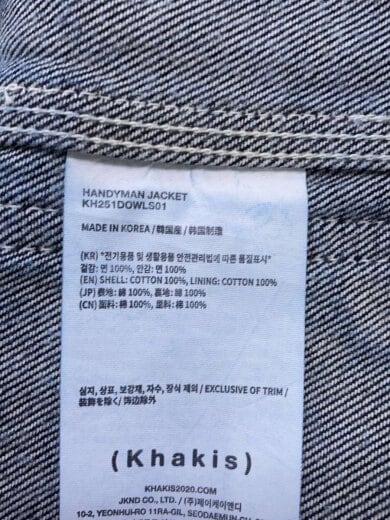 HANDYMAN JACKET
KH251DOWLS01
MADE IN KOREA / 韓国産 / 韩国制造
(KR) "전기용품 및 생활용품 안전관리법에 따른 품질표시"
겉감: 면 100%, 안감: 면 100%
(EN) SHELL: COTTON 100%, LINING: COTTON 100%
(JP) 表地: 綿 100%, 裏地: 綿 100%
(CN) 面料: 棉 100%, 里料: 棉 100%
실지, 상표, 보강재, 자수, 장식 제외 / EXCLUSIVE OF TRIM /
装飾を除く / 饰边除外
(Khakis)
KHAKIS2020.COM
JKND CO., LTD. / (주)제이케이엔디
10-2, YEONHUI-RO 11RA-GIL, SEODAEMUN